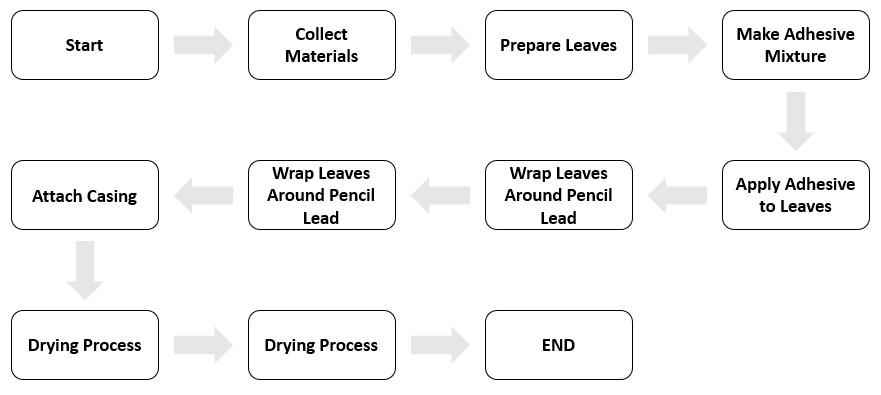 Start
Collect
Materials
Prepare Leaves
Make Adhesive
Mixture
Attach Casing
Wrap Leaves
Around Pencil
Lead
Wrap Leaves
Around Pencil
Lead
Apply Adhesive
to Leaves
Drying Process
Drying Process
END